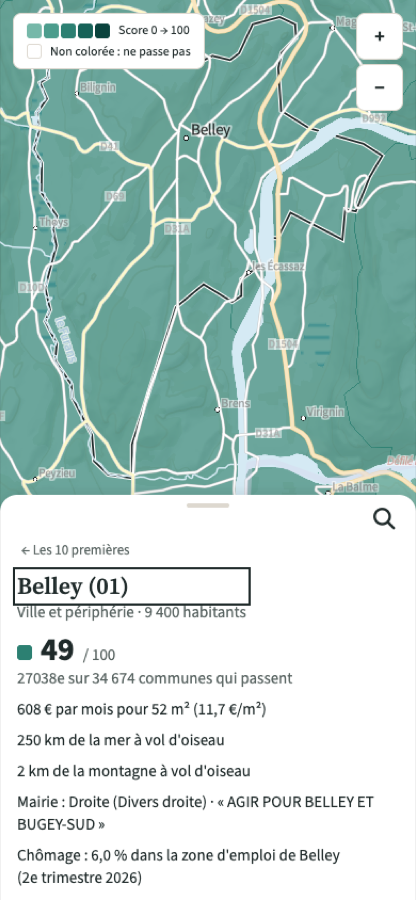 Score 0 → 100
Non colorée : ne passe pas
+
−
D1504
D992
Billignin
Belley
D41
D69
Thoys
D31A
les Écassaz
D10D
le Furans
D1504
Brens
Virignin
D31A
Peyzieu
La Balme
← Les 10 premières
Belley (01)
Ville et périphérie · 9 400 habitants
49 / 100
27038e sur 34 674 communes qui passent
608 € par mois pour 52 m² (11,7 €/m²)
250 km de la mer à vol d'oiseau
2 km de la montagne à vol d'oiseau
Mairie : Droite (Divers droite) · « AGIR POUR BELLEY ET
BUGEY-SUD »
Chômage : 6,0 % dans la zone d'emploi de Belley
(2e trimestre 2026)